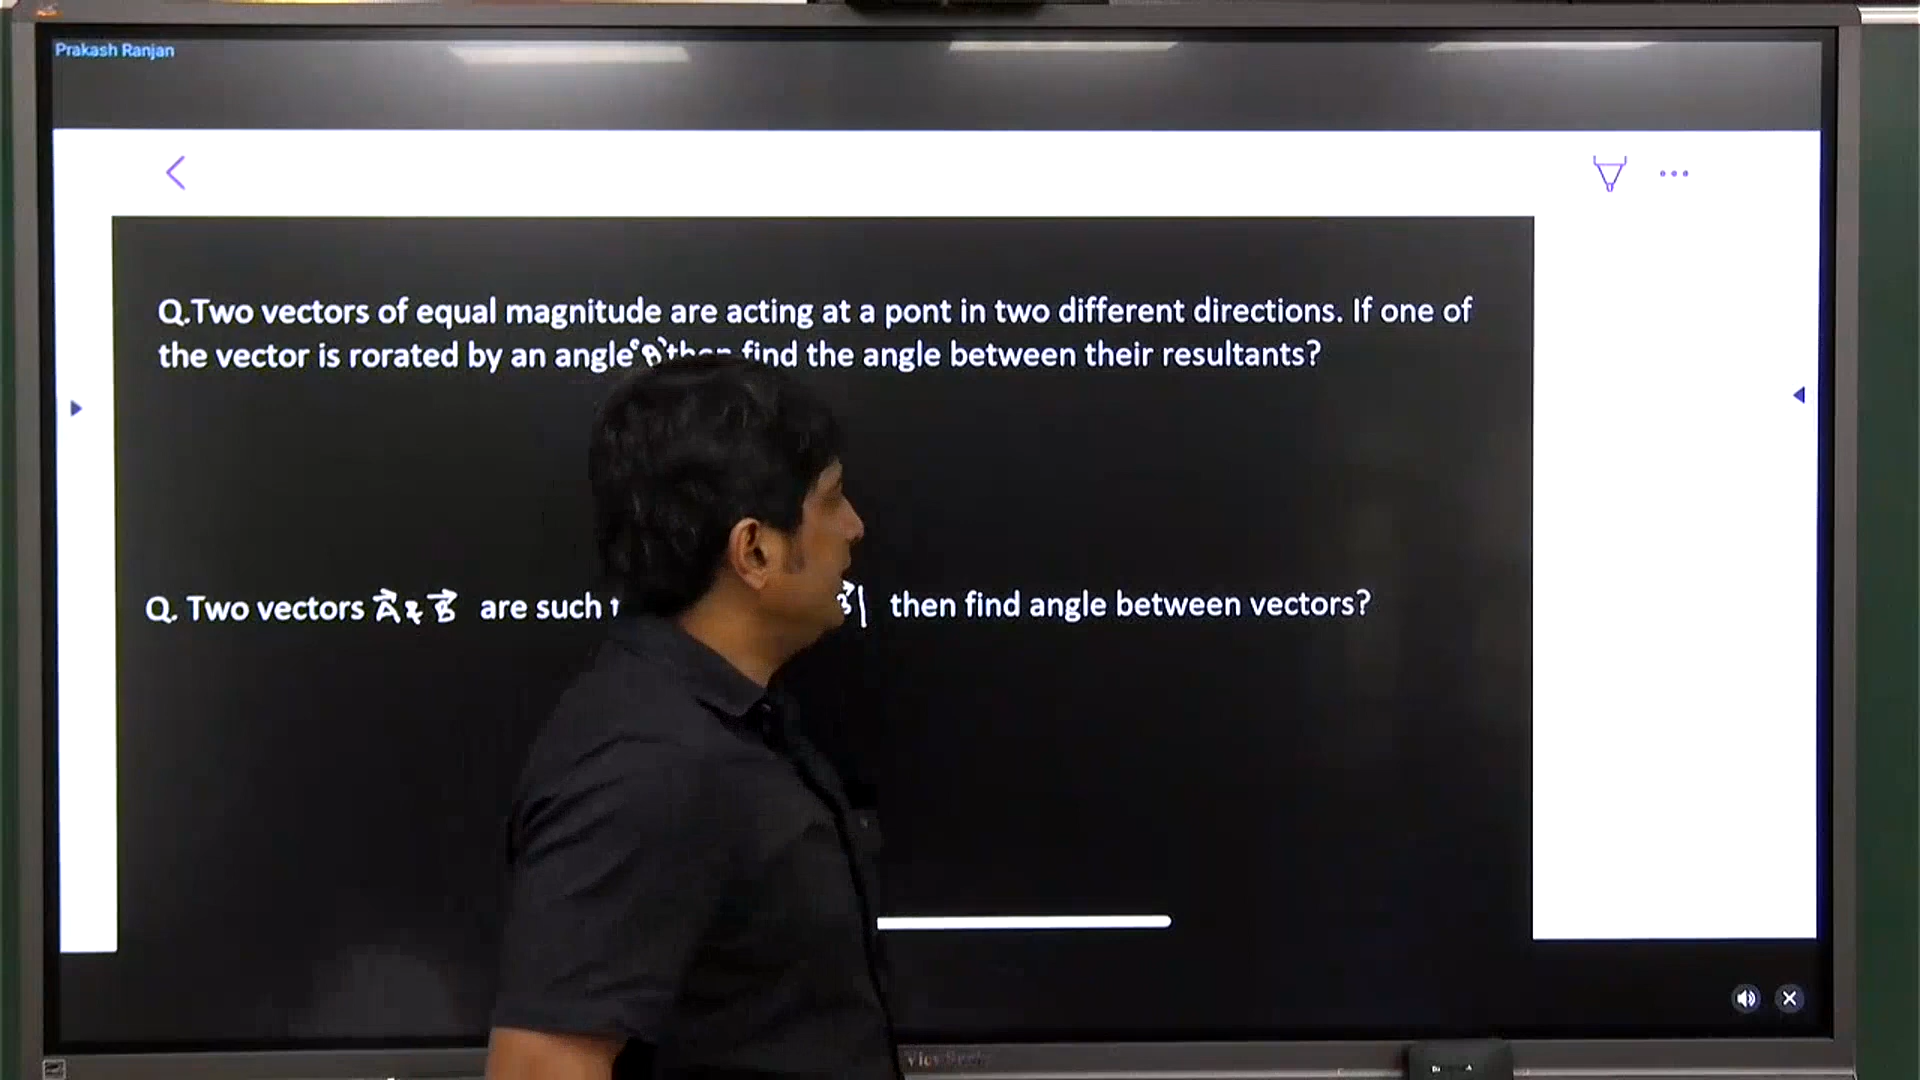 Prakash Ranjan
Q.Two vectors of equal magnitude are acting at a pont in two different directions. If one of
the vector is rorated by an angle 'θ' then find the angle between their resultants?
Q. Two vectors A⃗ & B⃗ are such B⃗| then find angle between vectors?
ViewSonic